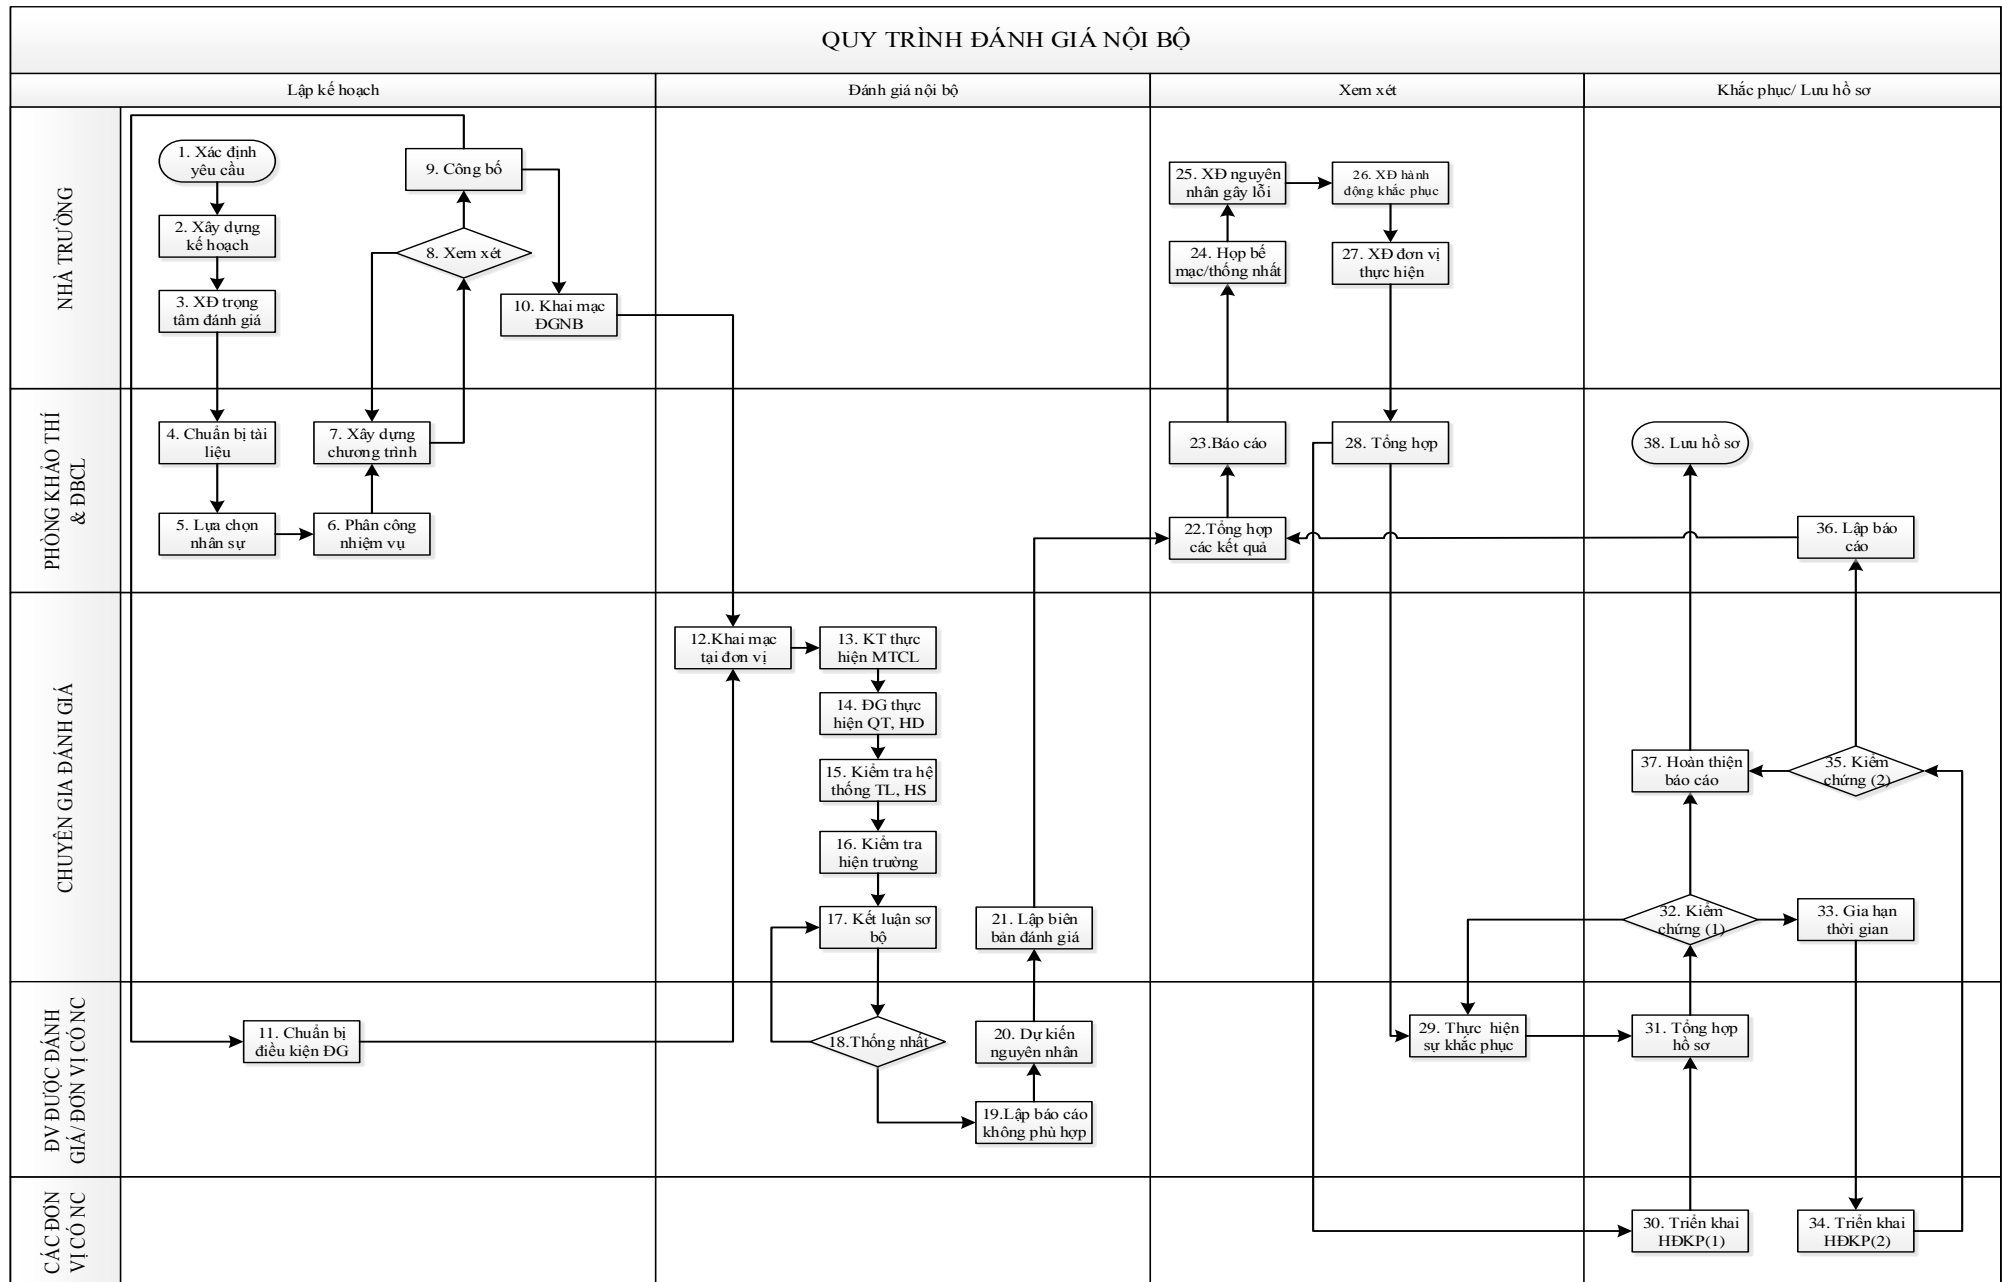 QUY TRÌNH ĐÁNH GIÁ NỘI BỘ
Lập kế hoạch
Đánh giá nội bộ
Xem xét
Khắc phục/ Lưu hồ sơ
NHÀ TRƯỜNG
1. Xác định
yêu cầu
2. Xây dựng
kế hoạch
3. XĐ trọng
tâm đánh giá
9. Công bố
8. Xem xét
10. Khai mạc
ĐGNB
25. XĐ nguyên
nhân gây lỗi
26. XĐ hành
động khắc phục
24. Họp bế
mạc/thống nhất
27. XĐ đơn vị
thực hiện
PHÒNG KHẢO THÍ
& ĐBCL
4. Chuẩn bị tài
liệu
7. Xây dựng
chương trình
5. Lựa chọn
nhân sự
6. Phân công
nhiệm vụ
23.Báo cáo
28. Tổng hợp
22.Tổng hợp
các kết quả
38. Lưu hồ sơ
36. Lập báo
cáo
CHUYÊN GIA ĐÁNH GIÁ
12.Khai mạc
tại đơn vị
13. KT thực
hiện MTCL
14. ĐG thực
hiện QT, HD
15. Kiểm tra hệ
thống TL, HS
16. Kiểm tra
hiện trường
17. Kết luận sơ
bộ
21. Lập biên
bản đánh giá
37. Hoàn thiện
báo cáo
35. Kiểm
chứng (2)
32. Kiểm
chứng (1)
33. Gia hạn
thời gian
ĐV ĐƯỢC ĐÁNH
GIÁ/ ĐƠN VỊ CÓ NC
11. Chuẩn bị
điều kiện ĐG
18.Thống nhất
20. Dự kiến
nguyên nhân
19.Lập báo cáo
không phù hợp
29. Thực hiện
sự khắc phục
31. Tổng hợp
hồ sơ
CÁC ĐƠN
VỊ CÓ NC
30. Triển khai
HĐKP(1)
34. Triển khai
HĐKP(2)